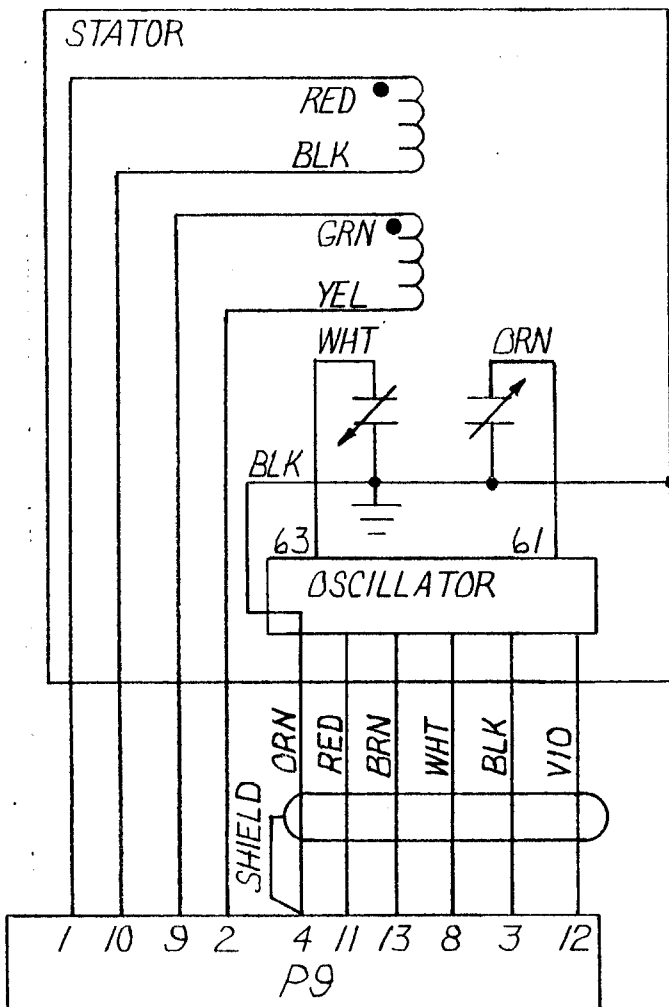 STATOR
RED
BLK
GRN
YEL
WHT ORN
BLK
63 61
OSCILLATOR
ORN RED BRN WHT BLK VIO
SHIELD
1 10 9 2 4 11 13 8 3 12
P9